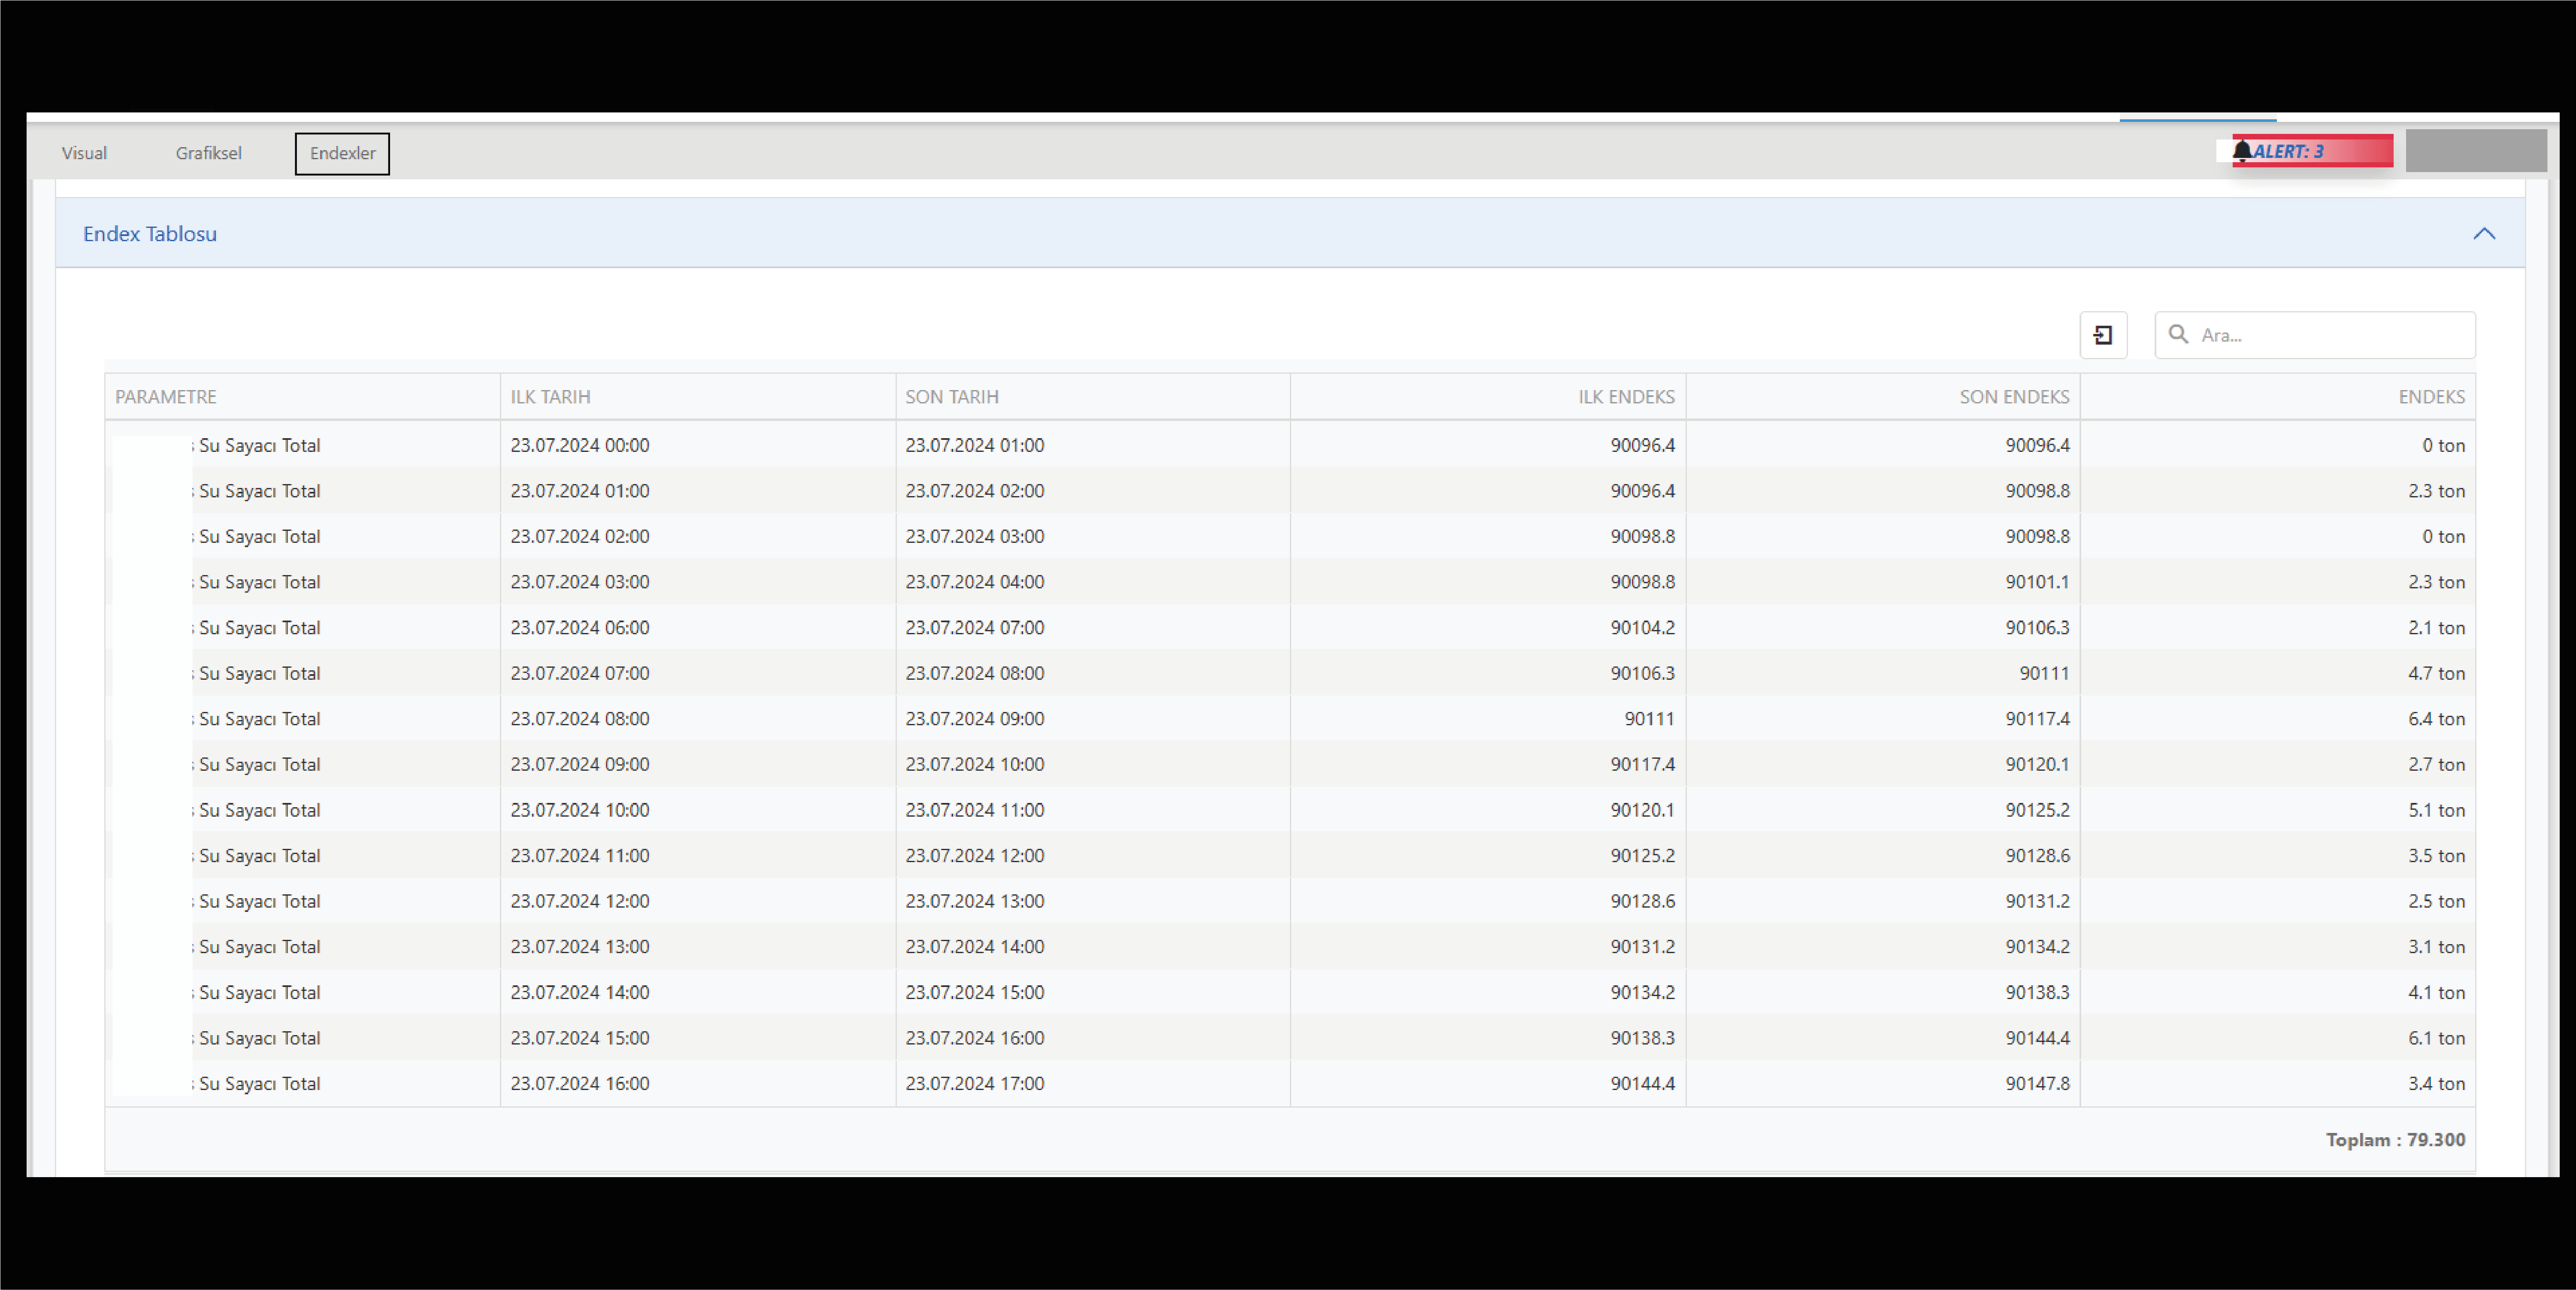 Visual Grafiksel Endexler ALERT: 3
Endex Tablosu
Ara...
PARAMETRE ILK TARIH SON TARIH ILK ENDEKS SON ENDEKS ENDEKS
Su Sayacı Total 23.07.2024 00:00 23.07.2024 01:00 90096.4 90096.4 0 ton
Su Sayacı Total 23.07.2024 01:00 23.07.2024 02:00 90096.4 90098.8 2.3 ton
Su Sayacı Total 23.07.2024 02:00 23.07.2024 03:00 90098.8 90098.8 0 ton
Su Sayacı Total 23.07.2024 03:00 23.07.2024 04:00 90098.8 90101.1 2.3 ton
Su Sayacı Total 23.07.2024 06:00 23.07.2024 07:00 90104.2 90106.3 2.1 ton
Su Sayacı Total 23.07.2024 07:00 23.07.2024 08:00 90106.3 90111 4.7 ton
Su Sayacı Total 23.07.2024 08:00 23.07.2024 09:00 90111 90117.4 6.4 ton
Su Sayacı Total 23.07.2024 09:00 23.07.2024 10:00 90117.4 90120.1 2.7 ton
Su Sayacı Total 23.07.2024 10:00 23.07.2024 11:00 90120.1 90125.2 5.1 ton
Su Sayacı Total 23.07.2024 11:00 23.07.2024 12:00 90125.2 90128.6 3.5 ton
Su Sayacı Total 23.07.2024 12:00 23.07.2024 13:00 90128.6 90131.2 2.5 ton
Su Sayacı Total 23.07.2024 13:00 23.07.2024 14:00 90131.2 90134.2 3.1 ton
Su Sayacı Total 23.07.2024 14:00 23.07.2024 15:00 90134.2 90138.3 4.1 ton
Su Sayacı Total 23.07.2024 15:00 23.07.2024 16:00 90138.3 90144.4 6.1 ton
Su Sayacı Total 23.07.2024 16:00 23.07.2024 17:00 90144.4 90147.8 3.4 ton
Toplam : 79.300